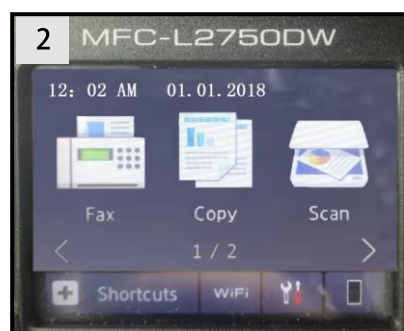 2
MFC-L2750DW
12: 02 AM 01.01.2018
Fax Copy Scan
< 1 / 2 >
+ Shortcuts WiFi